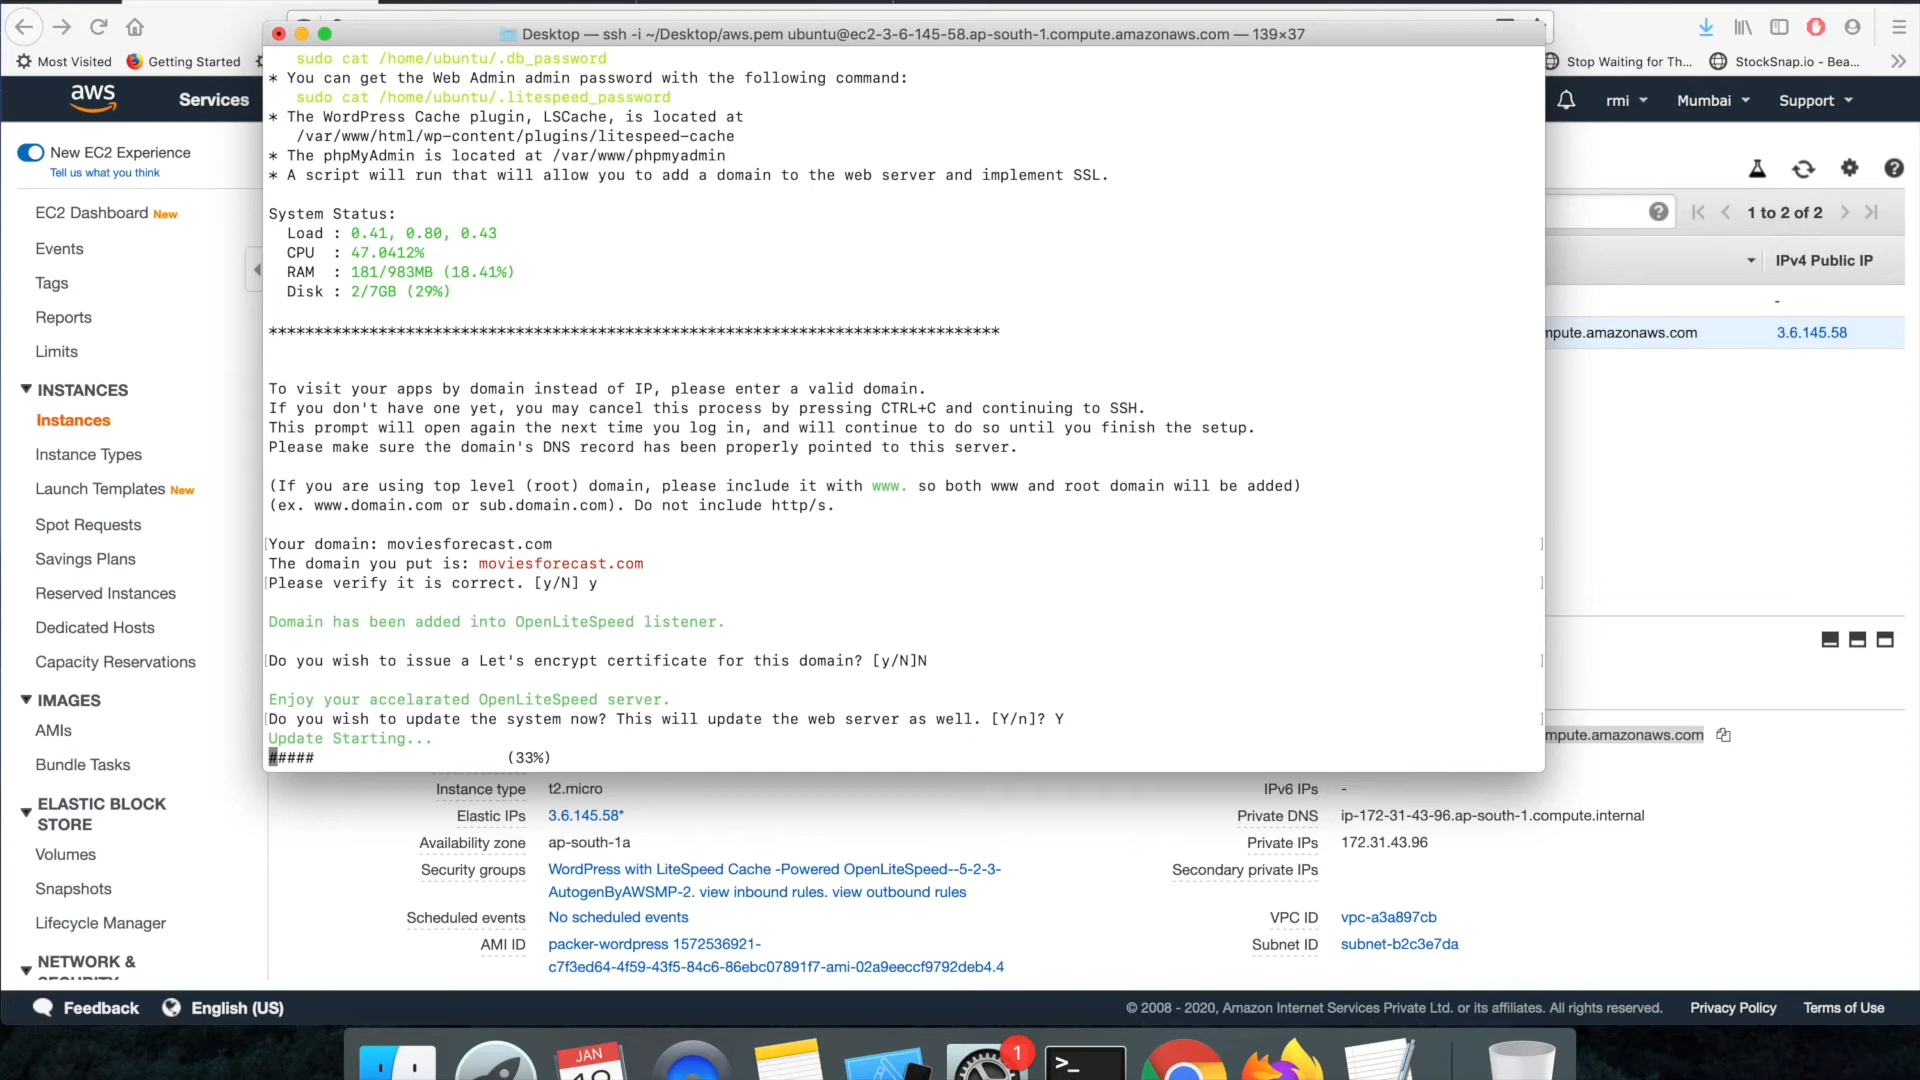 Desktop — ssh -i ~/Desktop/aws.pem ubuntu@ec2-3-6-145-58.ap-south-1.compute.amazonaws.com — 139×37
Most Visited
Getting Started
Stop Waiting for Th...
StockSnap.io - Bea...
aws
Services
rmi
Mumbai
Support
New EC2 Experience
Tell us what you think
EC2 Dashboard New
Events
Tags
Reports
Limits
INSTANCES
Instances
Instance Types
Launch Templates New
Spot Requests
Savings Plans
Reserved Instances
Dedicated Hosts
Capacity Reservations
IMAGES
AMIs
Bundle Tasks
ELASTIC BLOCK
STORE
Volumes
Snapshots
Lifecycle Manager
NETWORK &
sudo cat /home/ubuntu/.db_password
* You can get the Web Admin admin password with the following command:
sudo cat /home/ubuntu/.litespeed_password
* The WordPress Cache plugin, LSCache, is located at
/var/www/html/wp-content/plugins/litespeed-cache
* The phpMyAdmin is located at /var/www/phpmyadmin
* A script will run that will allow you to add a domain to the web server and implement SSL.
System Status:
Load : 0.41, 0.80, 0.43
CPU : 47.0412%
RAM : 181/983MB (18.41%)
Disk : 2/7GB (29%)
********************************************************************************
To visit your apps by domain instead of IP, please enter a valid domain.
If you don't have one yet, you may cancel this process by pressing CTRL+C and continuing to SSH.
This prompt will open again the next time you log in, and will continue to do so until you finish the setup.
Please make sure the domain's DNS record has been properly pointed to this server.
(If you are using top level (root) domain, please include it with www. so both www and root domain will be added)
(ex. www.domain.com or sub.domain.com). Do not include http/s.
[Your domain: moviesforecast.com ]
The domain you put is: moviesforecast.com
[Please verify it is correct. [y/N] y ]
Domain has been added into OpenLiteSpeed listener.
[Do you wish to issue a Let's encrypt certificate for this domain? [y/N]N ]
Enjoy your accelarated OpenLiteSpeed server.
[Do you wish to update the system now? This will update the web server as well. [Y/n]? Y ]
Update Starting...
##### (33%)
1 to 2 of 2
IPv4 Public IP
-
mpute.amazonaws.com 3.6.145.58
mpute.amazonaws.com
Instance type t2.micro
IPv6 IPs -
Elastic IPs 3.6.145.58*
Private DNS ip-172-31-43-96.ap-south-1.compute.internal
Availability zone ap-south-1a
Private IPs 172.31.43.96
Security groups WordPress with LiteSpeed Cache -Powered OpenLiteSpeed--5-2-3-
AutogenByAWSMP-2. view inbound rules. view outbound rules
Secondary private IPs
Scheduled events No scheduled events
VPC ID vpc-a3a897cb
AMI ID packer-wordpress 1572536921-
c7f3ed64-4f59-43f5-84c6-86ebc07891f7-ami-02a9eeccf9792deb4.4
Subnet ID subnet-b2c3e7da
Feedback
English (US)
© 2008 - 2020, Amazon Internet Services Private Ltd. or its affiliates. All rights reserved.
Privacy Policy
Terms of Use
JAN
1
>_